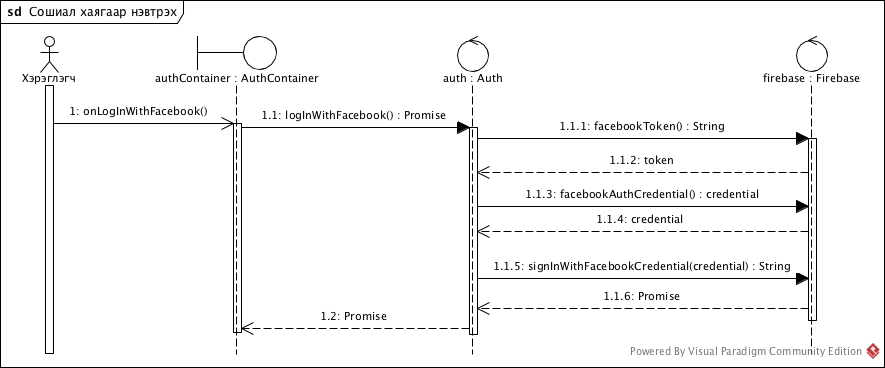 sd Сошиал хаягаар нэвтрэх
Хэрэглэгч
authContainer : AuthContainer
auth : Auth
firebase : Firebase
1: onLogInWithFacebook()
1.1: logInWithFacebook() : Promise
1.1.1: facebookToken() : String
1.1.2: token
1.1.3: facebookAuthCredential() : credential
1.1.4: credential
1.1.5: signInWithFacebookCredential(credential) : String
1.1.6: Promise
1.2: Promise
Powered By Visual Paradigm Community Edition